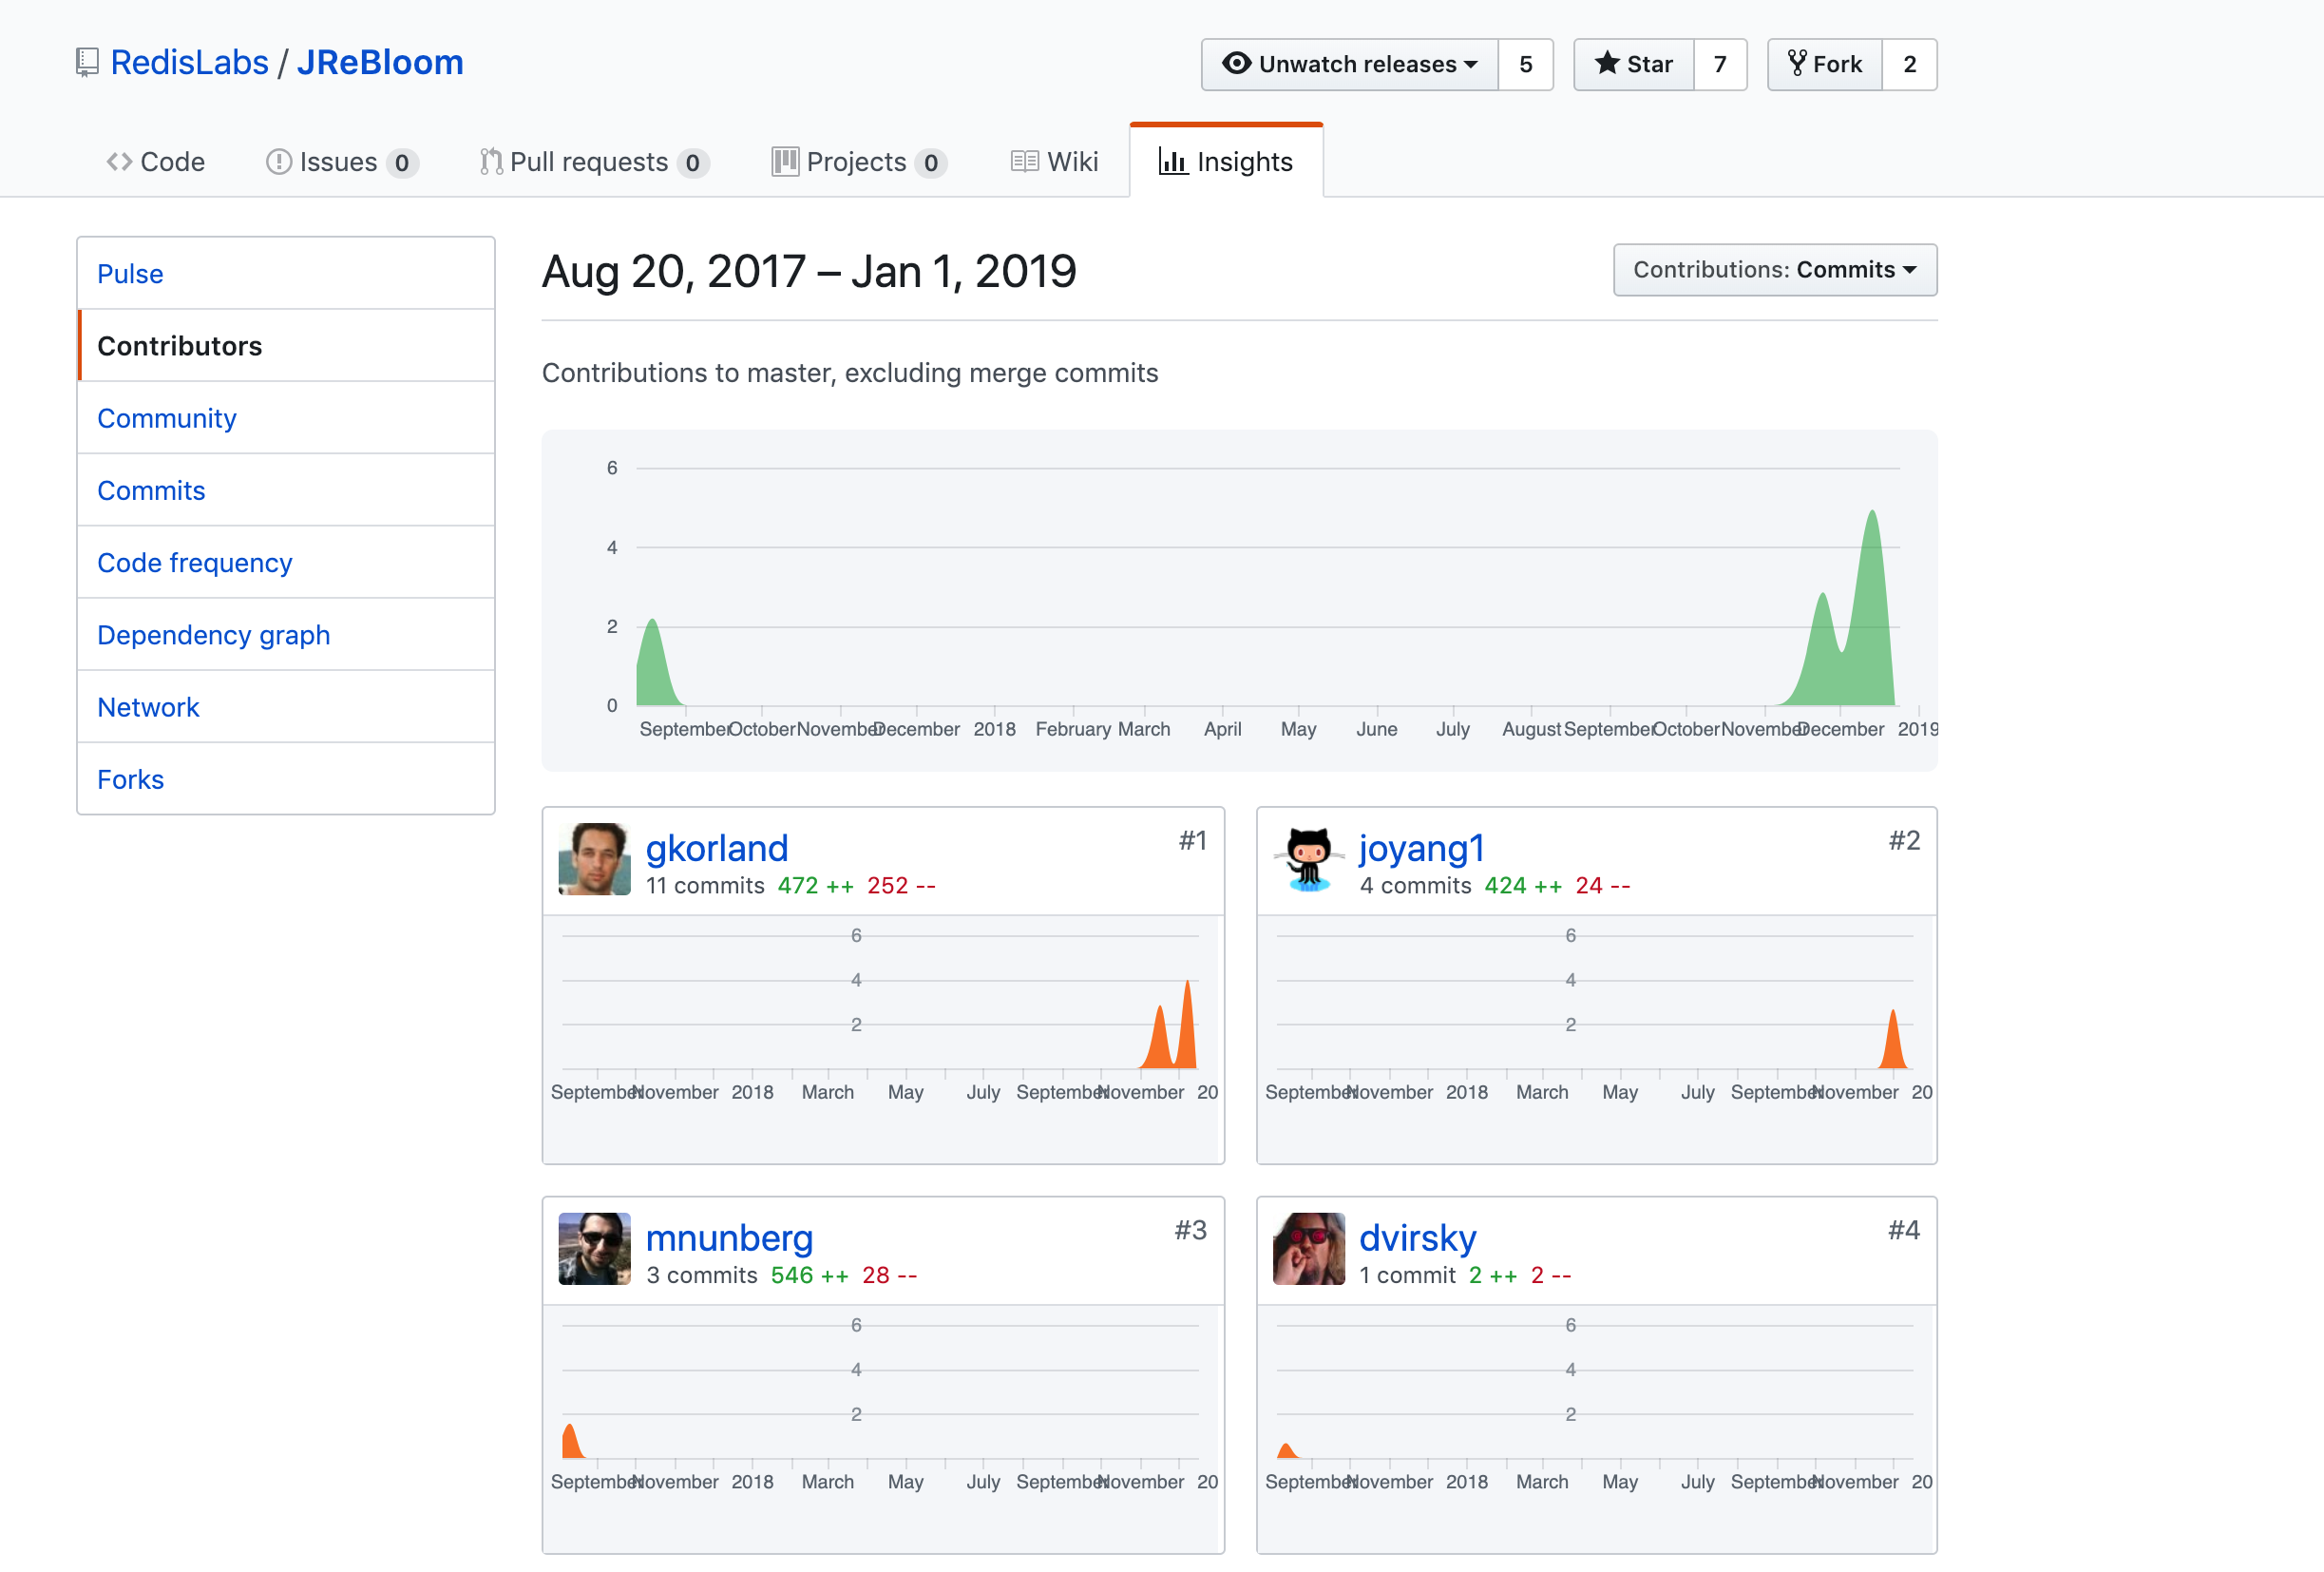 RedisLabs / JReBloom
Unwatch releases 5 Star 7 Fork 2
Code Issues 0 Pull requests 0 Projects 0 Wiki Insights
Pulse
Contributors
Community
Commits
Code frequency
Dependency graph
Network
Forks
Aug 20, 2017 – Jan 1, 2019
Contributions: Commits
Contributions to master, excluding merge commits
6
4
2
0
September October November December 2018 February March April May June July August September October November December 2019
gkorland #1
11 commits 472 ++ 252 --
6
4
2
September November 2018 March May July September November 20
joyang1 #2
4 commits 424 ++ 24 --
6
4
2
September November 2018 March May July September November 20
mnunberg #3
3 commits 546 ++ 28 --
6
4
2
September November 2018 March May July September November 20
dvirsky #4
1 commit 2 ++ 2 --
6
4
2
September November 2018 March May July September November 20